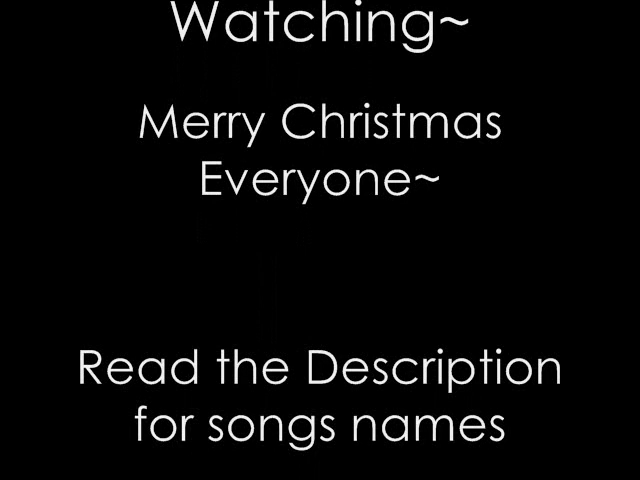 Watching~
Merry Christmas
Everyone~
Read the Description
for songs names